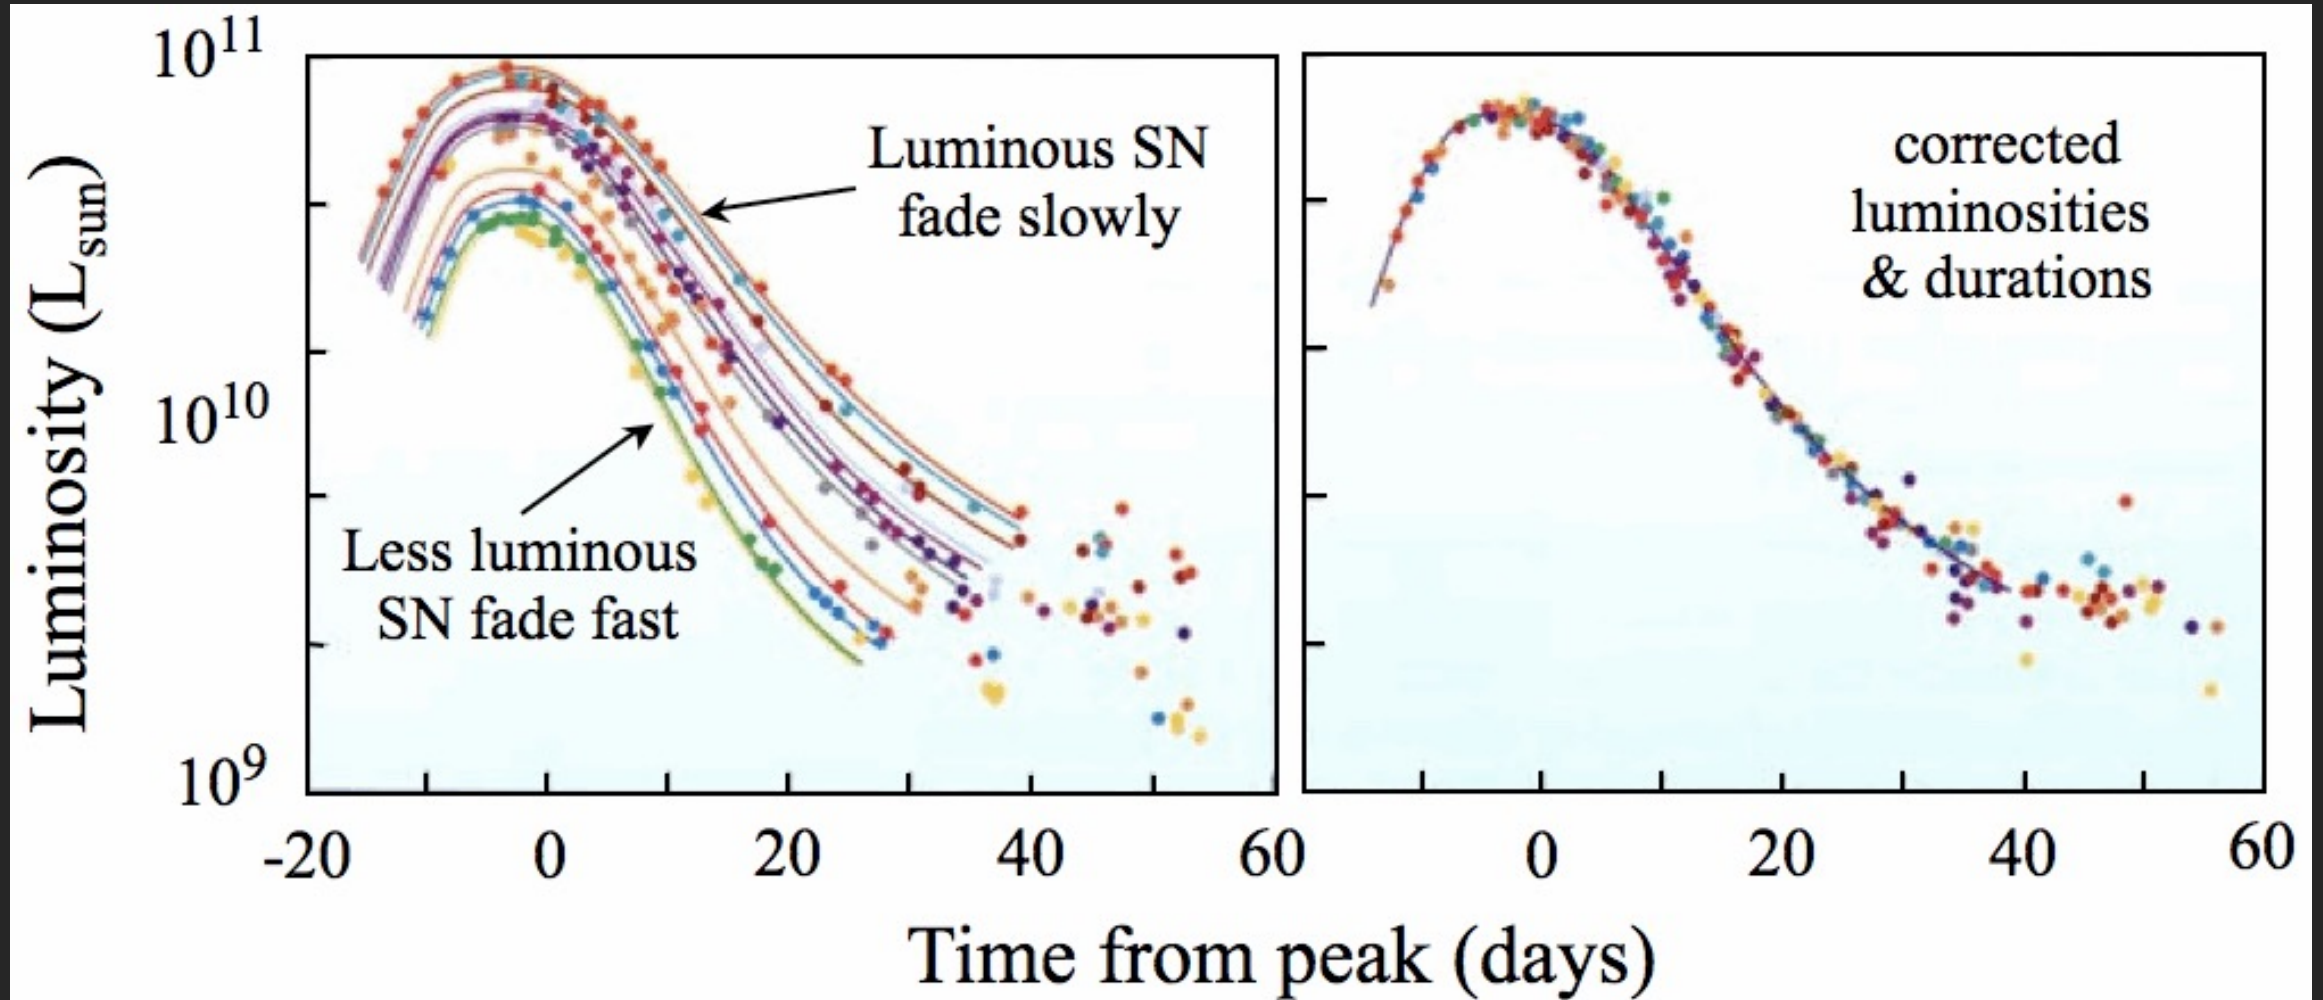 10¹¹
10¹⁰
10⁹
Luminosity (L_sun)
Luminous SN
fade slowly
Less luminous
SN fade fast
corrected
luminosities
& durations
-20 0 20 40 60 0 20 40 60
Time from peak (days)